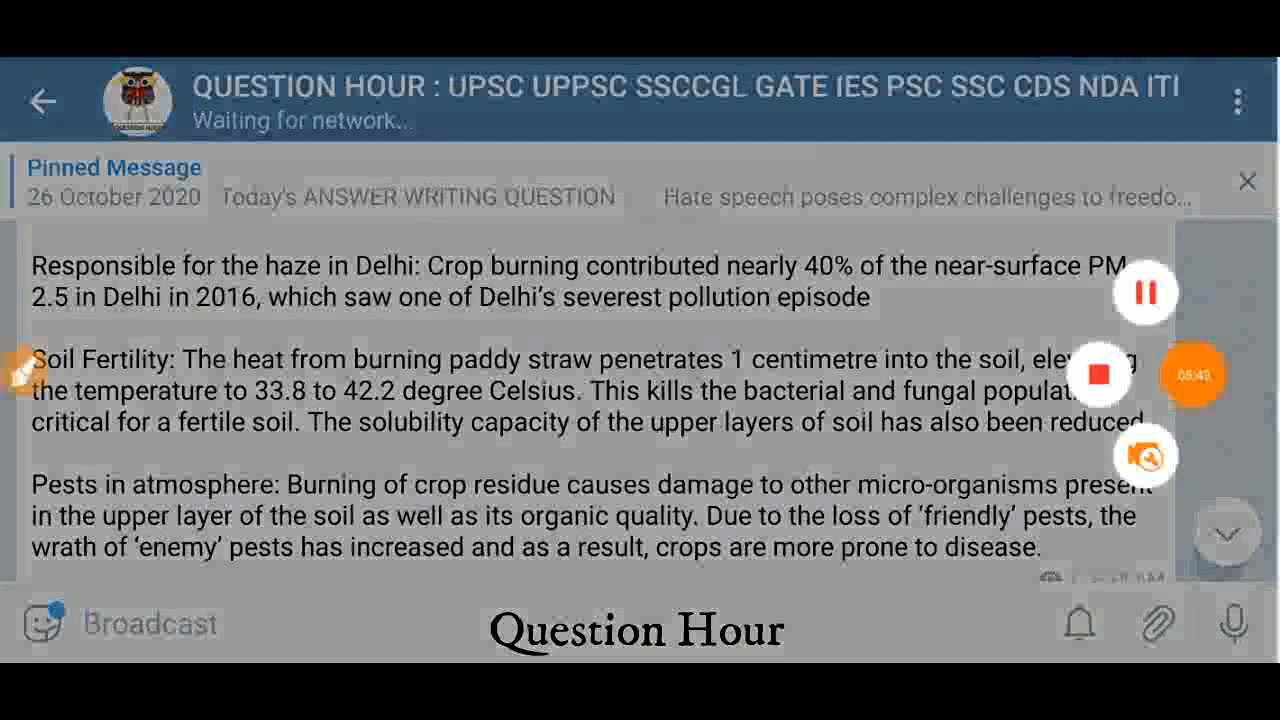 QUESTION HOUR : UPSC UPPSC SSCCGL GATE IES PSC SSC CDS NDA ITI
Waiting for network...
Pinned Message
26 October 2020 Today's ANSWER WRITING QUESTION Hate speech poses complex challenges to freedo...
Responsible for the haze in Delhi: Crop burning contributed nearly 40% of the near-surface PM
2.5 in Delhi in 2016, which saw one of Delhi's severest pollution episode
Soil Fertility: The heat from burning paddy straw penetrates 1 centimetre into the soil,
the temperature to 33.8 to 42.2 degree Celsius. This kills the bacterial and fungal
critical for a fertile soil. The solubility capacity of the upper layers of soil has also been reduced
05:43
Pests in atmosphere: Burning of crop residue causes damage to other micro-organisms present
in the upper layer of the soil as well as its organic quality. Due to the loss of 'friendly' pests, the
wrath of 'enemy' pests has increased and as a result, crops are more prone to disease.
Broadcast
Question Hour